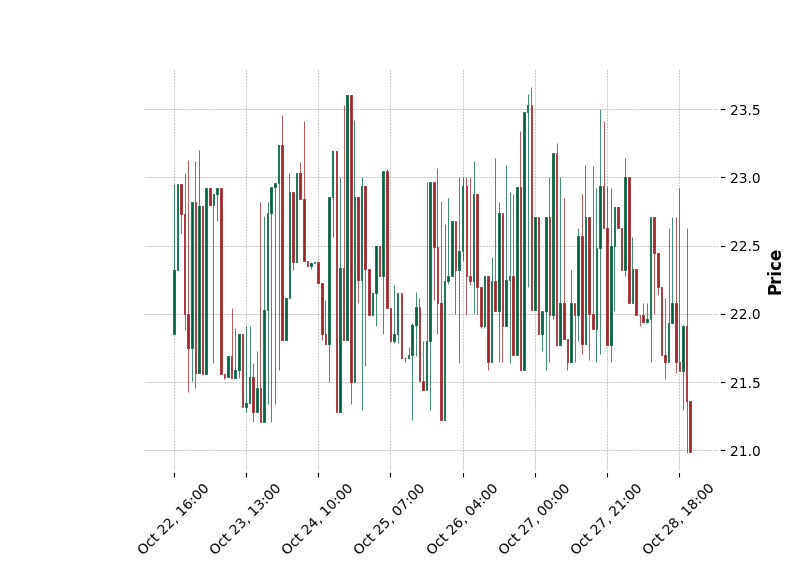 23.5
23.0
22.5
22.0
21.5
21.0
Price
Oct 22, 16:00
Oct 23, 13:00
Oct 24, 10:00
Oct 25, 07:00
Oct 26, 04:00
Oct 27, 00:00
Oct 27, 21:00
Oct 28, 18:00